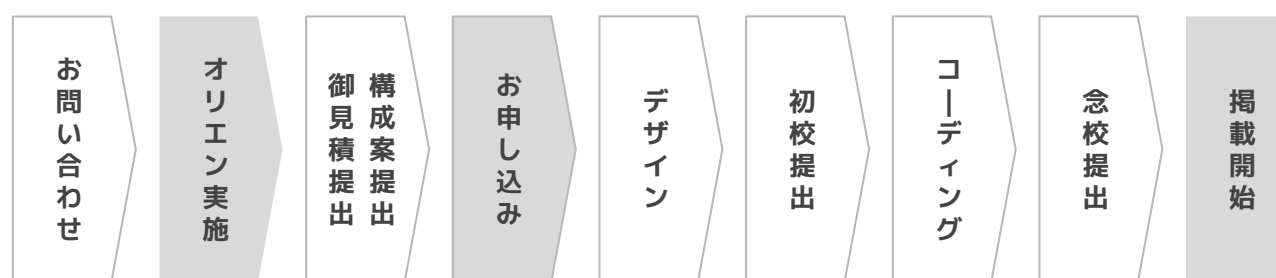 お問い合わせ
オリエン実施
構成案提出
御見積提出
お申し込み
デザイン
初校提出
コーディング
念校提出
掲載開始